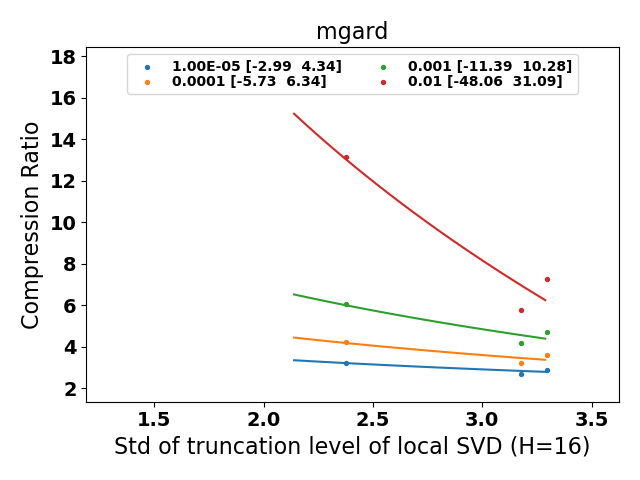 mgard
1.00E-05 [-2.99  4.34]
0.0001 [-5.73  6.34]
0.001 [-11.39  10.28]
0.01 [-48.06  31.09]
Compression Ratio
18
16
14
12
10
8
6
4
2
1.5 2.0 2.5 3.0 3.5
Std of truncation level of local SVD (H=16)